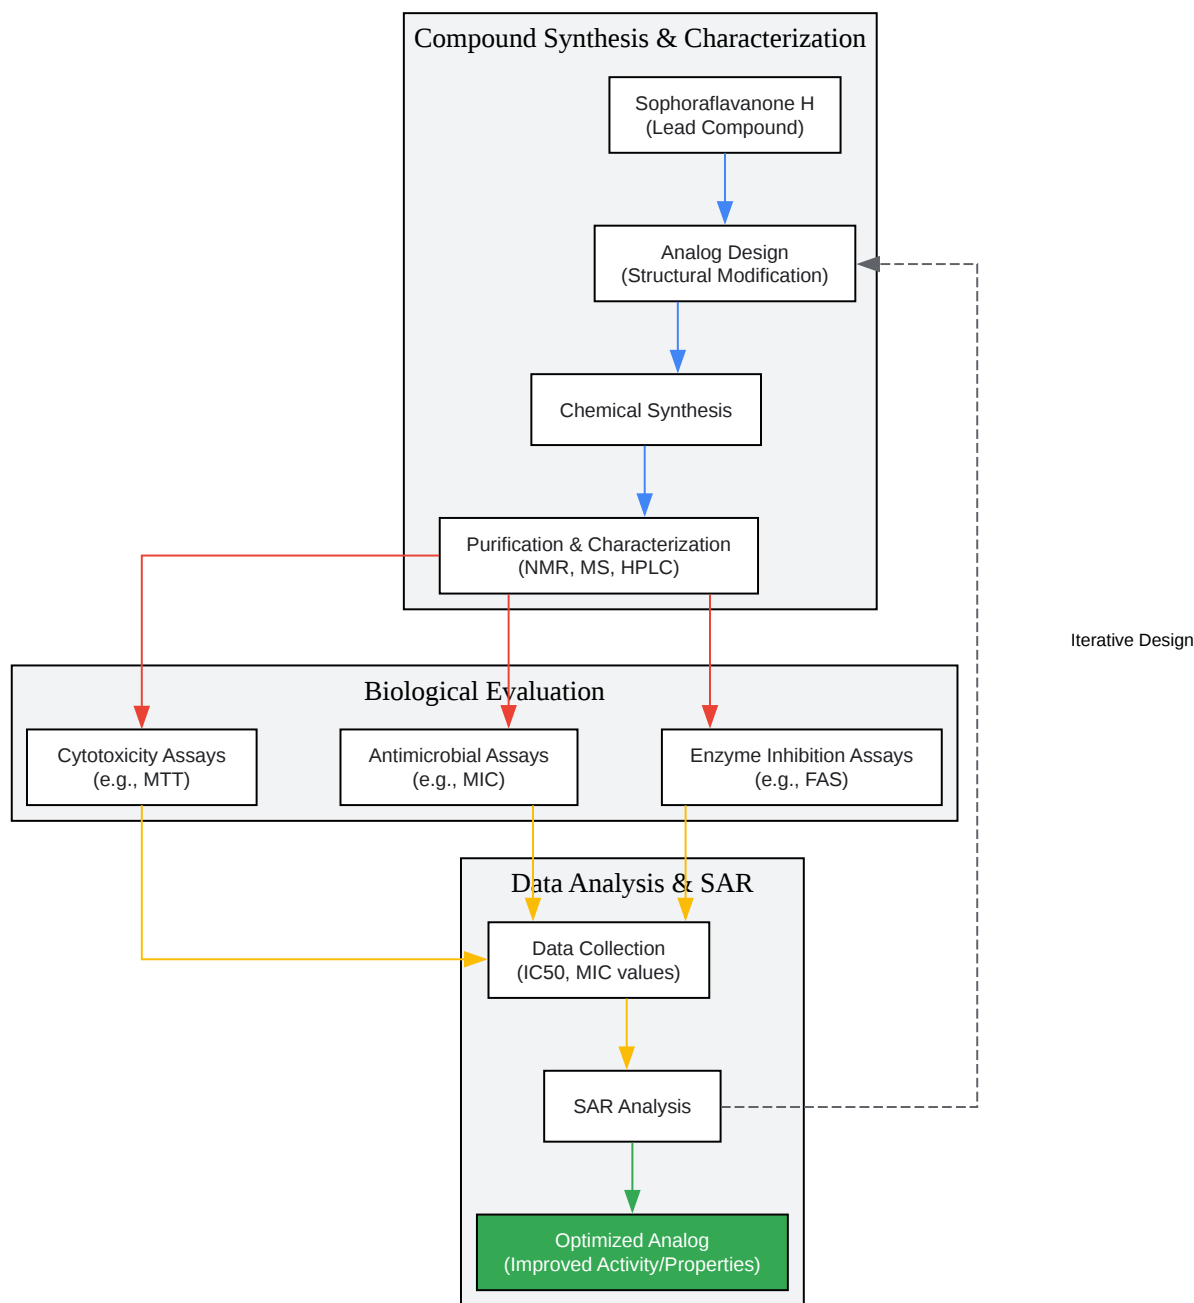 Compound Synthesis & Characterization
Sophoraflavanone H
(Lead Compound)
Analog Design
(Structural Modification)
Chemical Synthesis
Purification & Characterization
(NMR, MS, HPLC)
Iterative Design
Biological Evaluation
Cytotoxicity Assays
(e.g., MTT)
Antimicrobial Assays
(e.g., MIC)
Enzyme Inhibition Assays
(e.g., FAS)
Data Analysis & SAR
Data Collection
(IC50, MIC values)
SAR Analysis
Optimized Analog
(Improved Activity/Properties)